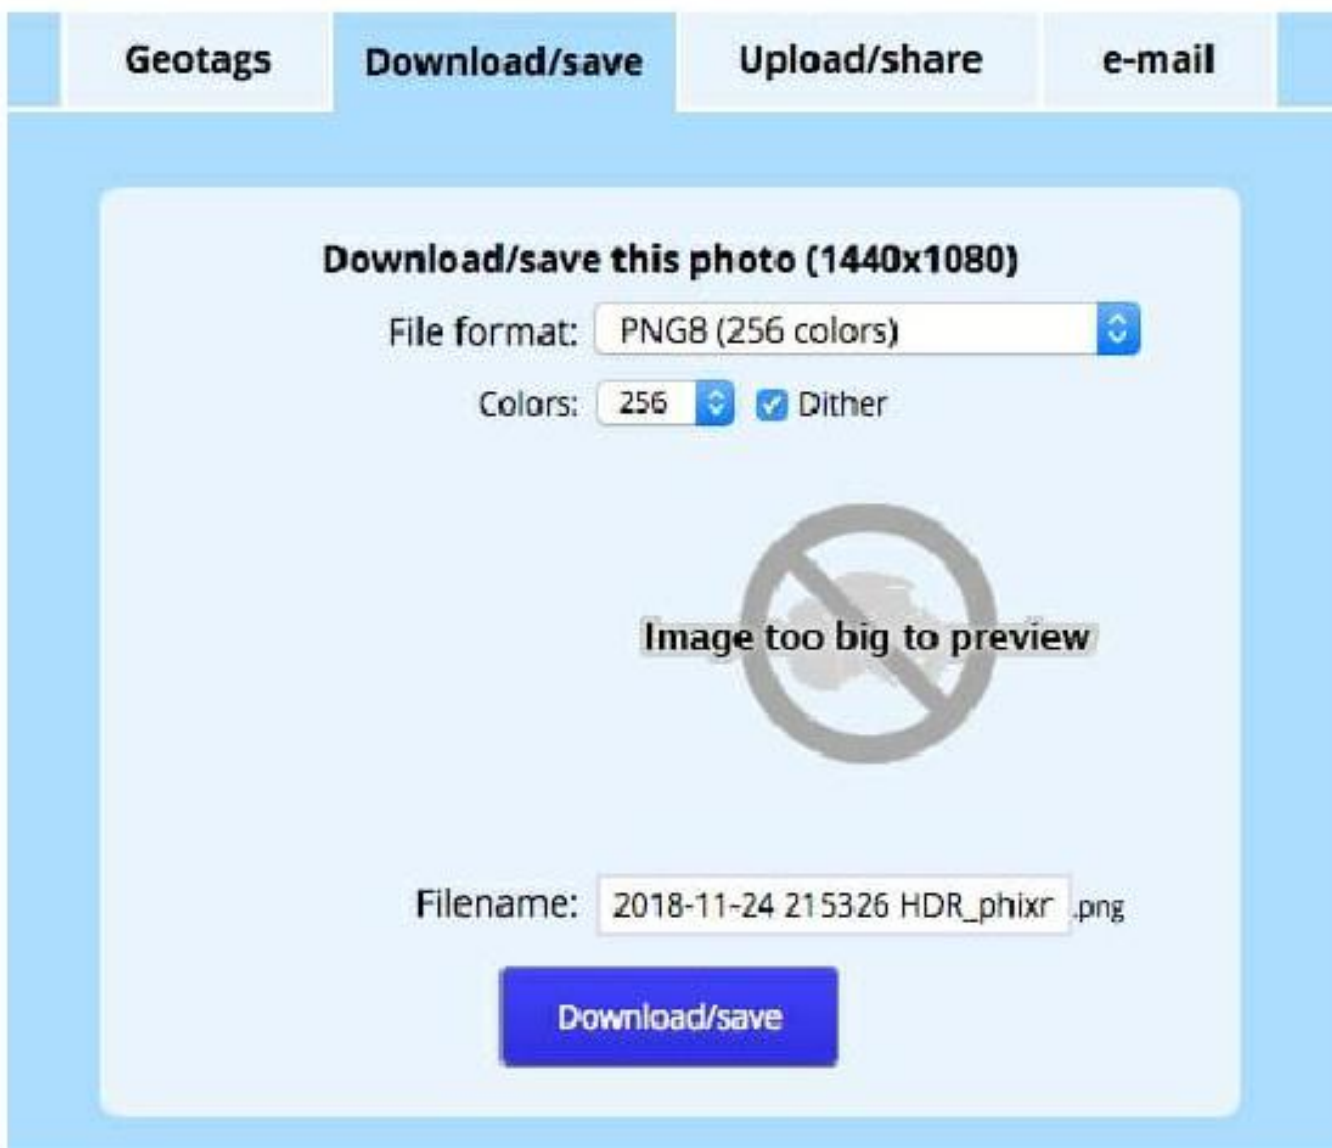 Geotags Download/save Upload/share e-mail
Download/save this photo (1440x1080)
File format: PNG8 (256 colors)
Colors: 256 Dither
Image too big to preview
Filename: 2018-11-24 215326 HDR_phixr .png
Download/save